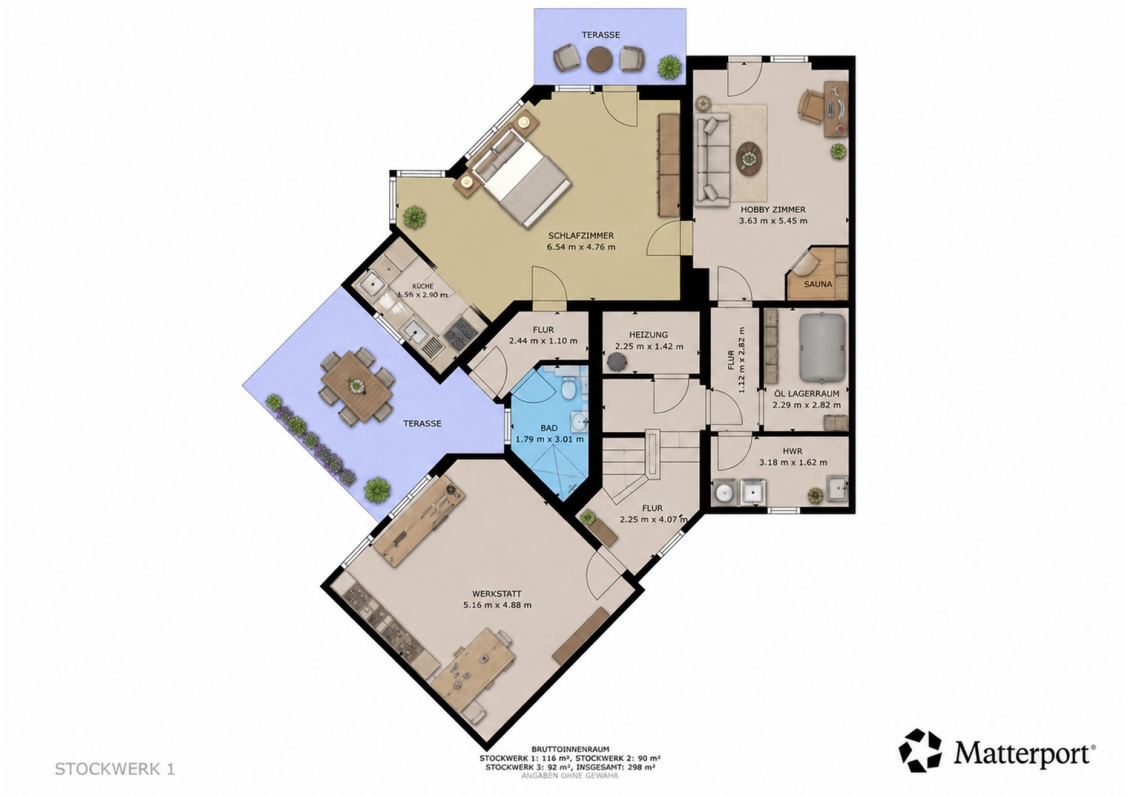 TERASSE
HOBBY ZIMMER
3.63 m x 5.45 m
SCHLAFZIMMER
6.54 m x 4.76 m
SAUNA
KÜCHE
1.59 x 2.90 m
FLUR
2.44 m x 1.10 m
HEIZUNG
2.25 m x 1.42 m
FLUR
1.12 m x 2.82 m
ÖL LAGERRAUM
2.29 m x 2.82 m
TERASSE
BAD
1.79 m x 3.01 m
HWR
3.18 m x 1.62 m
FLUR
2.25 m x 4.07 m
WERKSTATT
5.16 m x 4.88 m
BRUTTOINNENRAUM
STOCKWERK 1: 116 m², STOCKWERK 2: 90 m²
STOCKWERK 3: 92 m², INSGESAMT: 298 m²
ANGABEN OHNE GEWÄHR
STOCKWERK 1
Matterport®